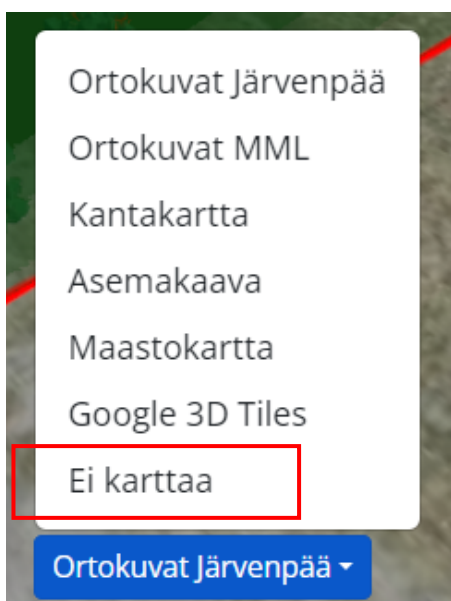 Ortokuvat Järvenpää
Ortokuvat MML
Kantakartta
Asemakaava
Maastokartta
Google 3D Tiles
Ei karttaa
Ortokuvat Järvenpää